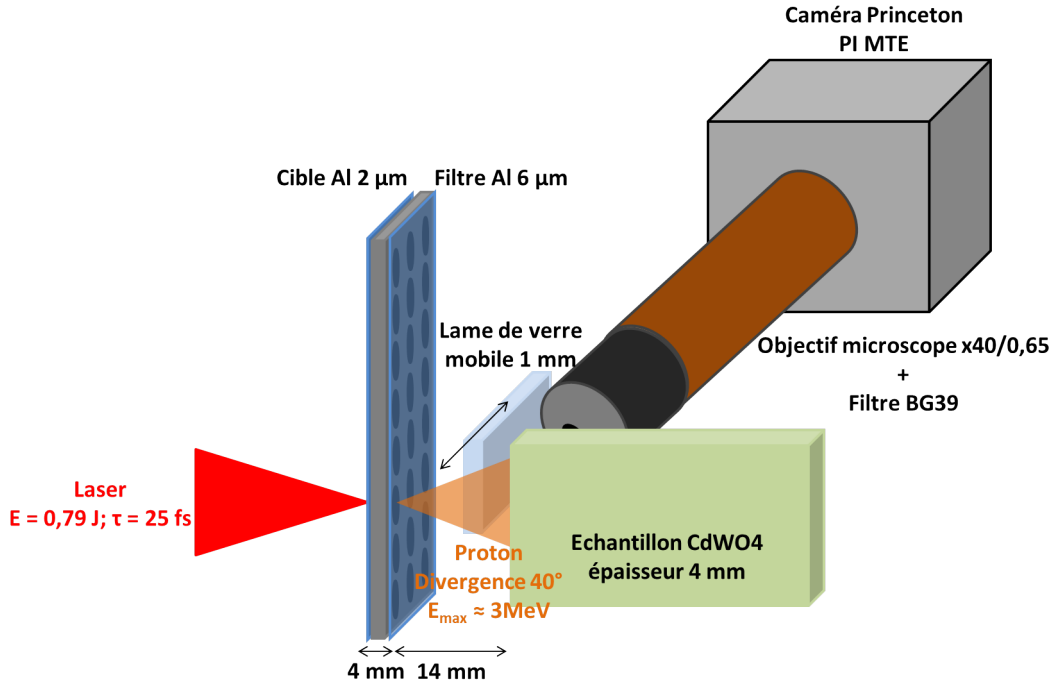 Caméra Princeton
PI MTE
Cible Al 2 µm
Filtre Al 6 µm
Lame de verre
mobile 1 mm
Objectif microscope x40/0,65
+
Filtre BG39
Laser
E = 0,79 J; τ = 25 fs
Proton
Divergence 40°
Emax ≈ 3MeV
Echantillon CdWO4
épaisseur 4 mm
4 mm
14 mm